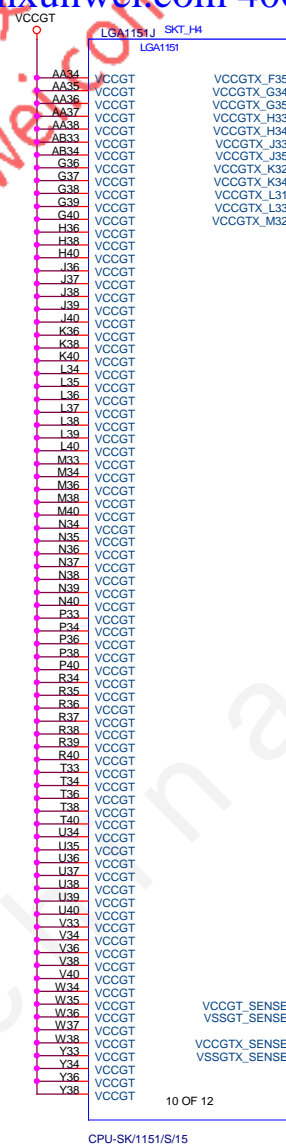 VCCGT
LGA1151J SKT_H4
LGA1151
AA34 VCCGT VCCGTX_F35
AA35 VCCGT VCCGTX_G34
AA36 VCCGT VCCGTX_G35
AA37 VCCGT VCCGTX_H33
AA38 VCCGT VCCGTX_H34
AB33 VCCGT VCCGTX_J33
AB34 VCCGT VCCGTX_J35
G36 VCCGT VCCGTX_K32
G37 VCCGT VCCGTX_K34
G38 VCCGT VCCGTX_L31
G39 VCCGT VCCGTX_L33
G40 VCCGT VCCGTX_M32
H36 VCCGT
H38 VCCGT
H40 VCCGT
J36 VCCGT
J37 VCCGT
J38 VCCGT
J39 VCCGT
J40 VCCGT
K36 VCCGT
K38 VCCGT
K40 VCCGT
L34 VCCGT
L35 VCCGT
L36 VCCGT
L37 VCCGT
L38 VCCGT
L39 VCCGT
L40 VCCGT
M33 VCCGT
M34 VCCGT
M36 VCCGT
M38 VCCGT
M40 VCCGT
N34 VCCGT
N35 VCCGT
N36 VCCGT
N37 VCCGT
N38 VCCGT
N39 VCCGT
N40 VCCGT
P33 VCCGT
P34 VCCGT
P36 VCCGT
P38 VCCGT
P40 VCCGT
R34 VCCGT
R35 VCCGT
R36 VCCGT
R37 VCCGT
R38 VCCGT
R39 VCCGT
R40 VCCGT
T33 VCCGT
T34 VCCGT
T36 VCCGT
T38 VCCGT
T40 VCCGT
U34 VCCGT
U35 VCCGT
U36 VCCGT
U37 VCCGT
U38 VCCGT
U39 VCCGT
U40 VCCGT
V33 VCCGT
V34 VCCGT
V36 VCCGT
V38 VCCGT
V40 VCCGT
W34 VCCGT
W35 VCCGT VCCGT_SENSE
W36 VCCGT VSSGT_SENSE
W37 VCCGT
W38 VCCGT VCCGTX_SENSE
Y33 VCCGT VSSGTX_SENSE
Y34 VCCGT
Y36 VCCGT
Y38 VCCGT
10 OF 12
CPU-SK/1151/S/15